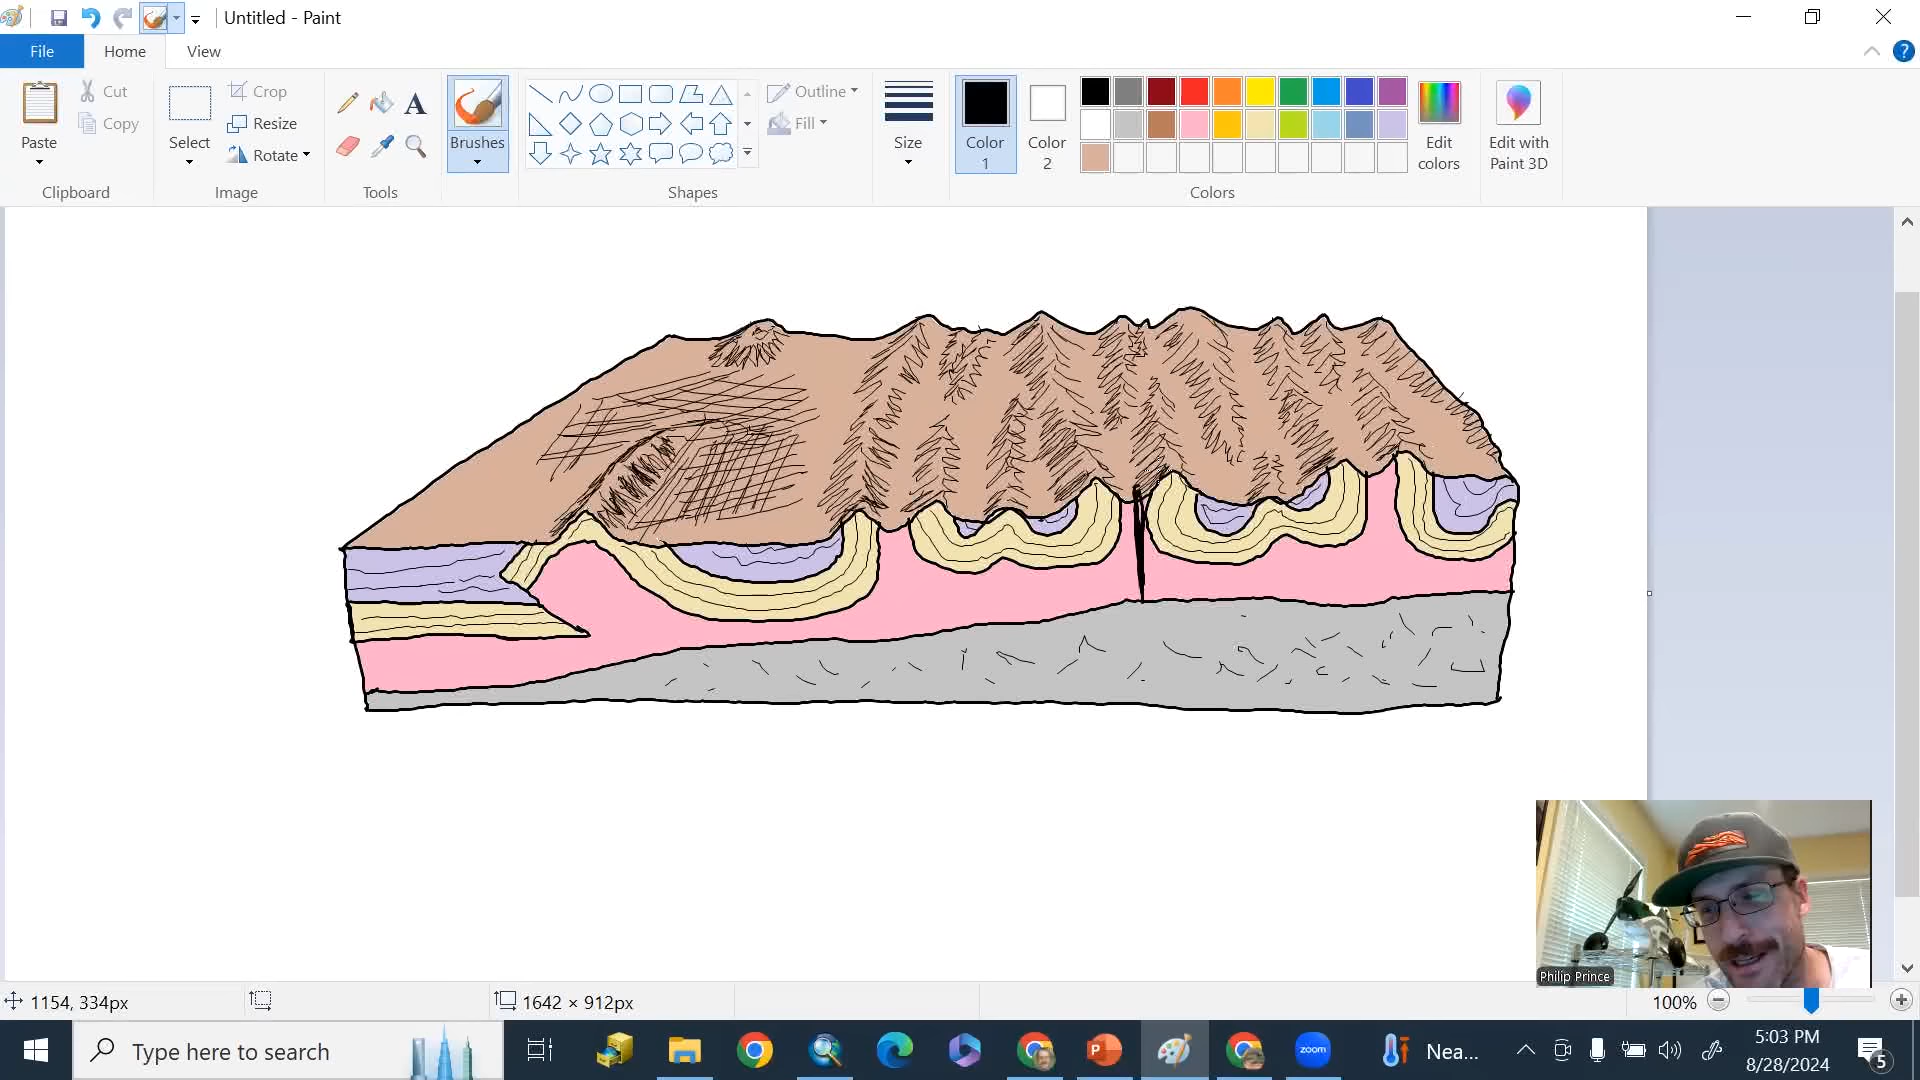 Untitled - Paint
File
Home
View
Paste
Cut
Copy
Clipboard
Select
Crop
Resize
Rotate
Image
A
Tools
Brushes
Shapes
Outline
Fill
Size
Color
1
Color
2
Colors
Edit
colors
Edit with
Paint 3D
?
Philip Prince
1154, 334px
1642 × 912px
100%
Type here to search
zoom
Nea...
5:03 PM
8/28/2024
5